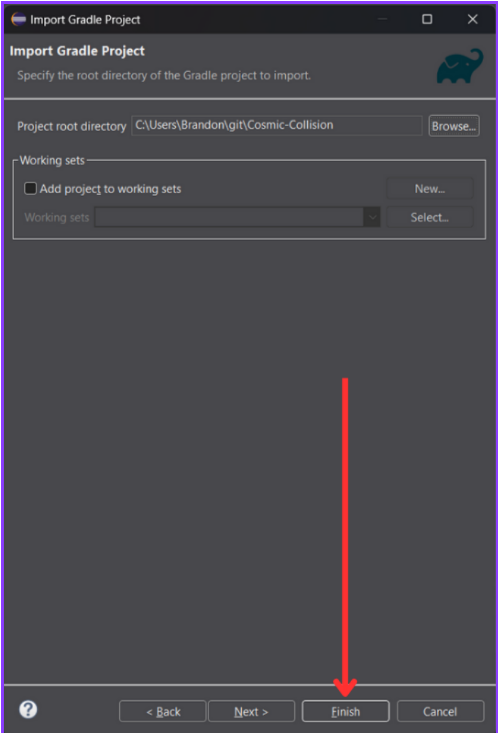 Import Gradle Project
Import Gradle Project
Specify the root directory of the Gradle project to import.
Project root directory C:\Users\Brandon\git\Cosmic-Collision Browse...
Working sets
Add project to working sets New...
Working sets Select...
? < Back Next > Finish Cancel